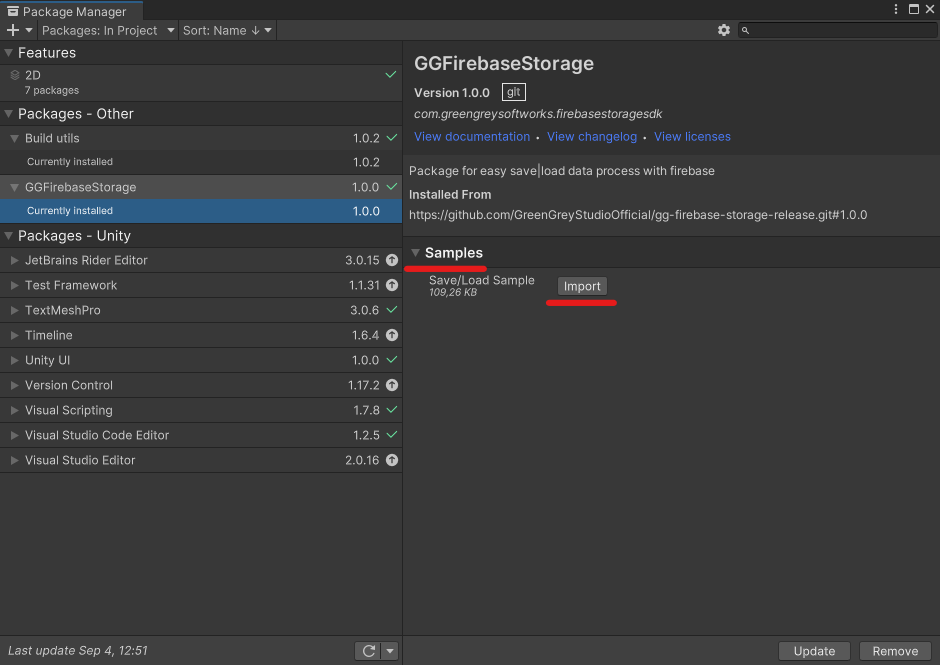 Package Manager
Packages: In Project
Sort: Name ↓
Features
2D
7 packages
Packages - Other
Build utils 1.0.2
Currently installed 1.0.2
GGFirebaseStorage 1.0.0
Currently installed 1.0.0
Packages - Unity
JetBrains Rider Editor 3.0.15
Test Framework 1.1.31
TextMeshPro 3.0.6
Timeline 1.6.4
Unity UI 1.0.0
Version Control 1.17.2
Visual Scripting 1.7.8
Visual Studio Code Editor 1.2.5
Visual Studio Editor 2.0.16
Last update Sep 4, 12:51
GGFirebaseStorage
Version 1.0.0 git
com.greengreysoftworks.firebasestoragesdk
View documentation • View changelog • View licenses
Package for easy save|load data process with firebase
Installed From
https://github.com/GreenGreyStudioOfficial/gg-firebase-storage-release.git#1.0.0
Samples
Save/Load Sample Import
109,26 KB
Update Remove